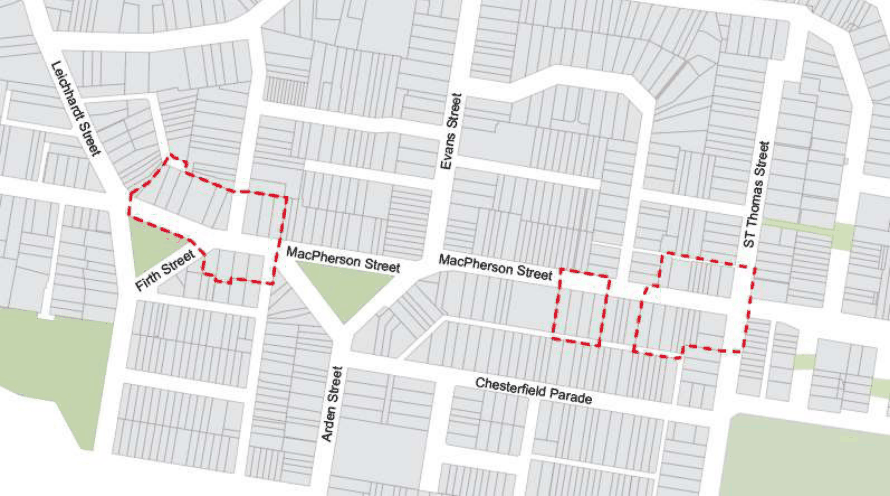 Leichhardt Street
Evans Street
ST Thomas Street
Firth Street
MacPherson Street
MacPherson Street
Arden Street
Chesterfield Parade